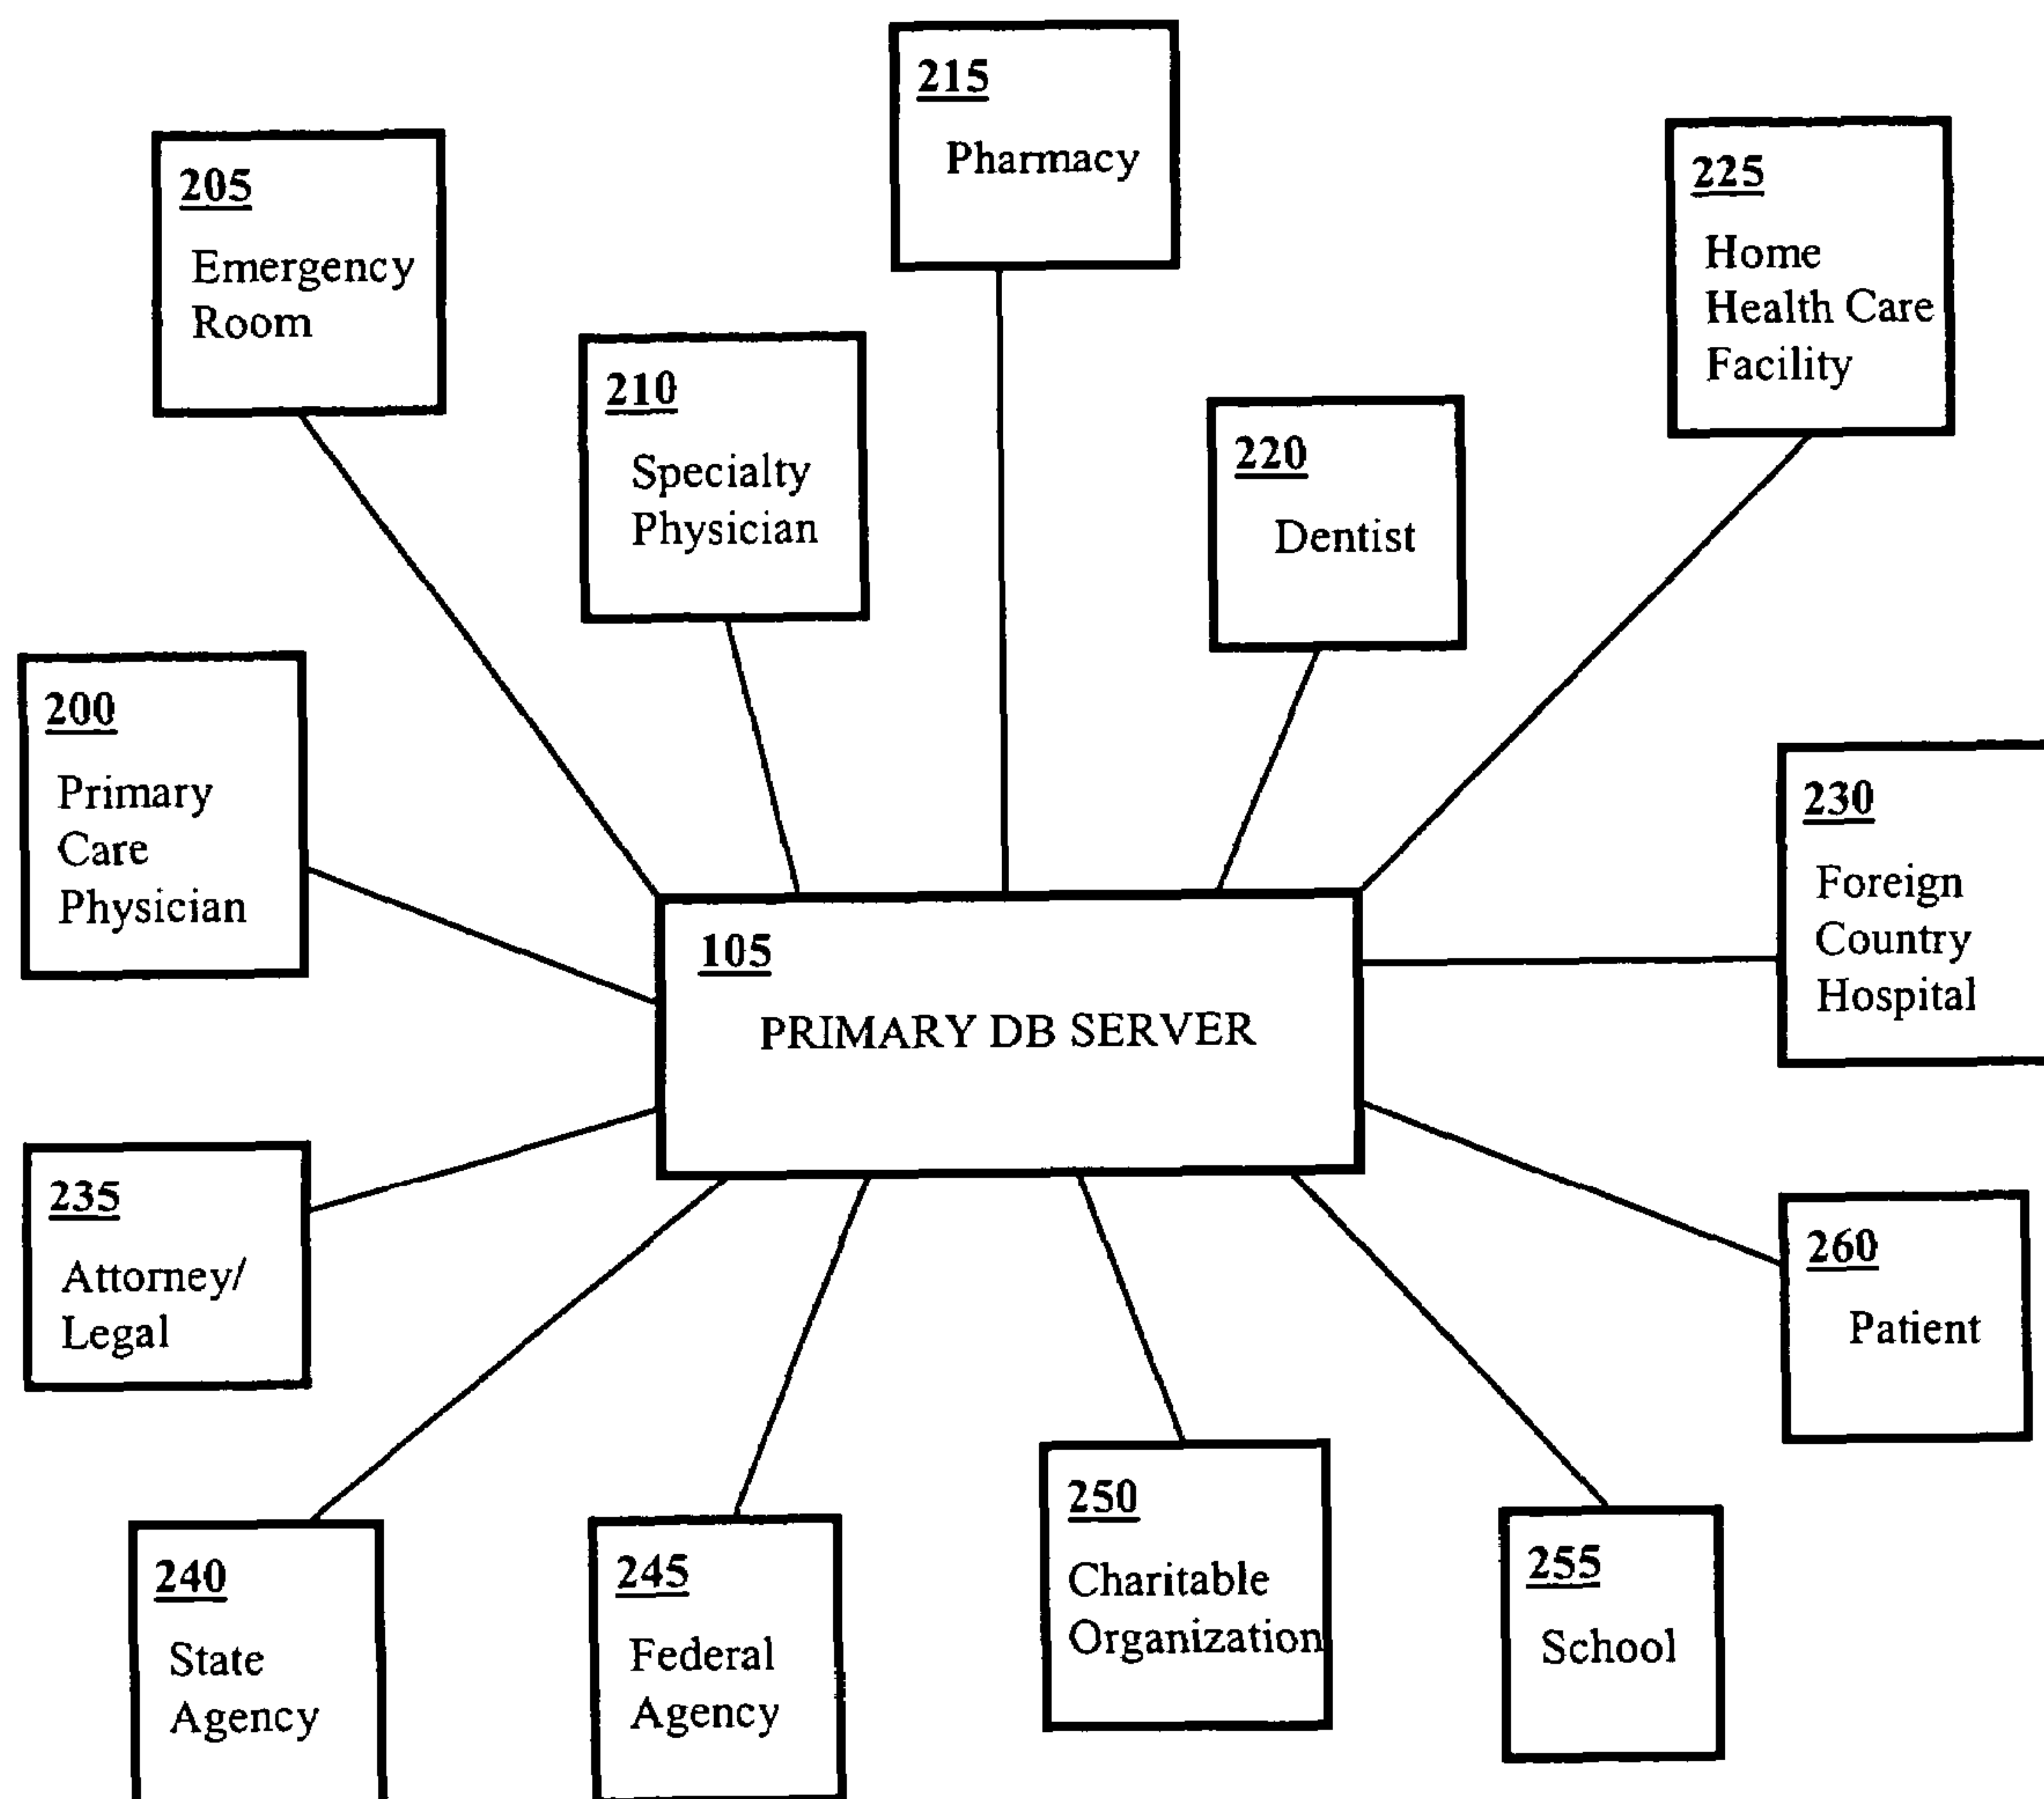 215
Pharmacy
205
Emergency
Room
225
Home
Health Care
Facility
210
Specialty
Physician
220
Dentist
200
Primary
Care
Physician
230
Foreign
Country
Hospital
105
PRIMARY DB SERVER
235
Attorney/
Legal
260
Patient
240
State
Agency
245
Federal
Agency
250
Charitable
Organization
255
School